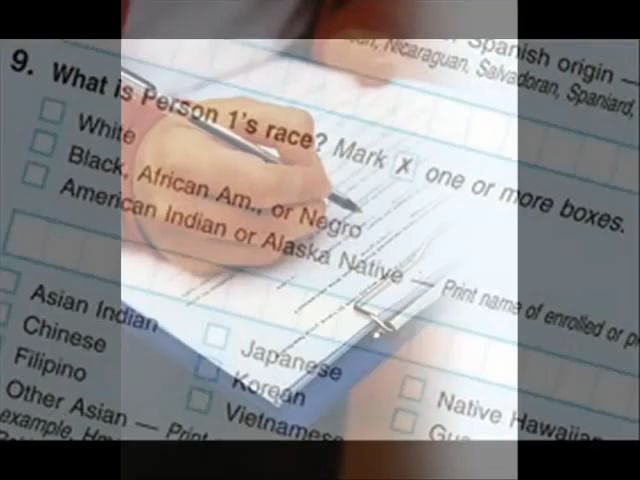 Spanish origin —
Nicaraguan, Salvadoran, Spaniard,
9. What is Person 1's race? Mark X one or more boxes.
White
Black, African Am., or Negro
American Indian or Alaska Native — Print name of enrolled or
Asian Indian
Japanese
Native Hawaiian
Chinese
Korean
Filipino
Vietnamese
Other Asian — Print
example,